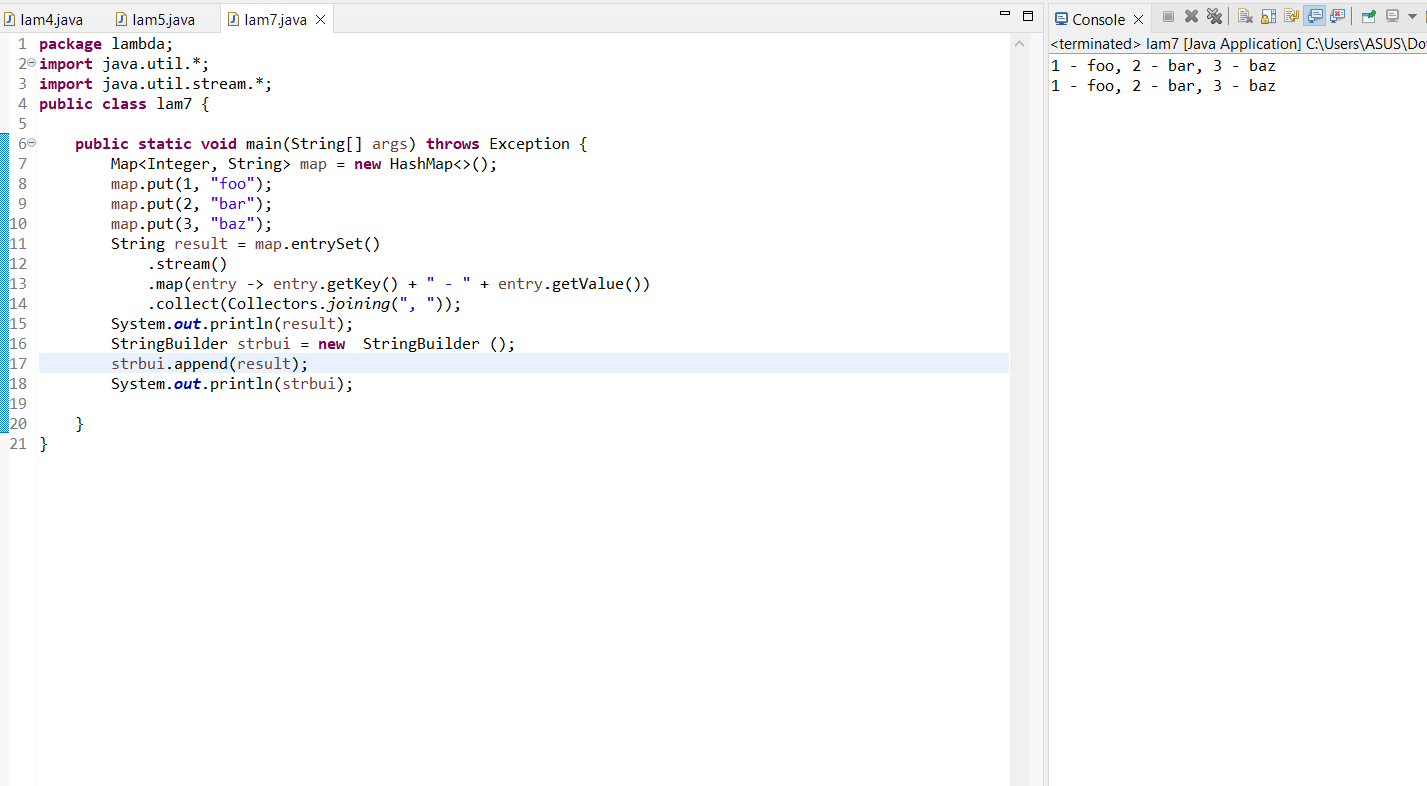 lam4.java lam5.java lam7.java
1 package lambda;
2 import java.util.*;
3 import java.util.stream.*;
4 public class lam7 {
5
6     public static void main(String[] args) throws Exception {
7         Map<Integer, String> map = new HashMap<>();
8         map.put(1, "foo");
9         map.put(2, "bar");
10         map.put(3, "baz");
11         String result = map.entrySet()
12             .stream()
13             .map(entry -> entry.getKey() + " - " + entry.getValue())
14             .collect(Collectors.joining(", "));
15         System.out.println(result);
16         StringBuilder strbui = new  StringBuilder ();
17         strbui.append(result);
18         System.out.println(strbui);
19
20     }
21 }
Console
<terminated> lam7 [Java Application] C:\Users\ASUS\Do
1 - foo, 2 - bar, 3 - baz
1 - foo, 2 - bar, 3 - baz